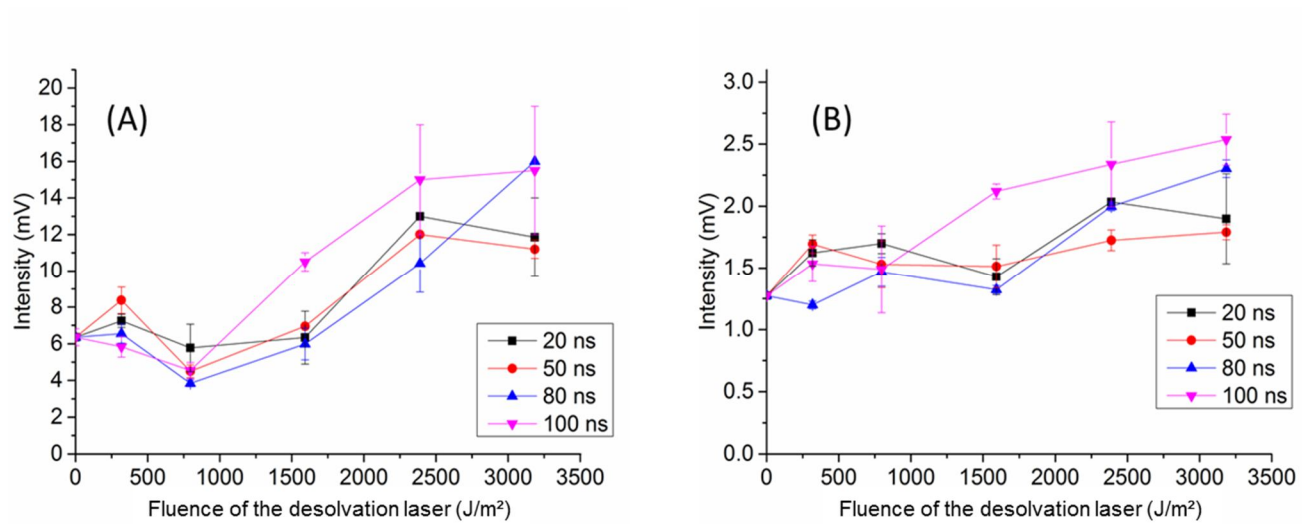 (A)
Intensity (mV)
20
18
16
14
12
10
8
6
4
2
0
0 500 1000 1500 2000 2500 3000 3500
Fluence of the desolvation laser (J/m²)
20 ns
50 ns
80 ns
100 ns
(B)
Intensity (mV)
3.0
2.5
2.0
1.5
1.0
0.5
0.0
0 500 1000 1500 2000 2500 3000 3500
Fluence of the desolvation laser (J/m²)
20 ns
50 ns
80 ns
100 ns